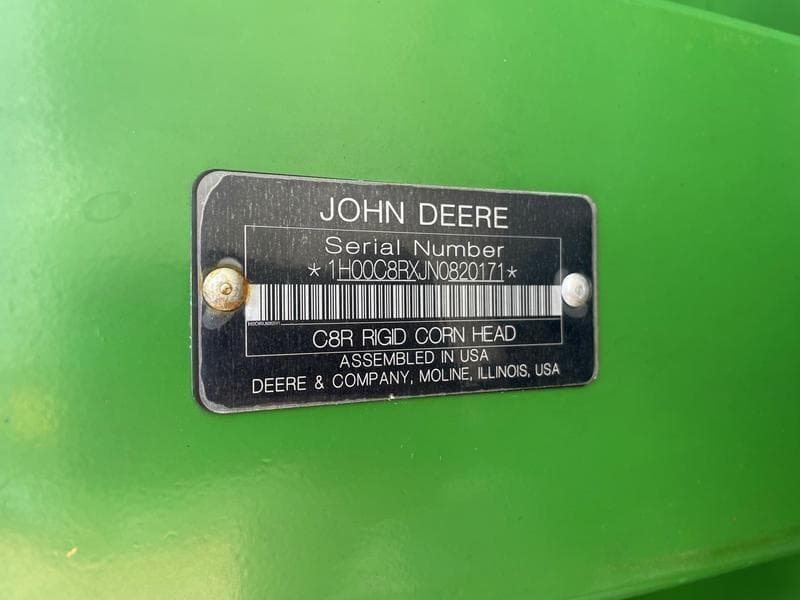 JOHN DEERE
Serial Number
*1H00C8RXJN0820171*
C8R RIGID CORN HEAD
ASSEMBLED IN USA
DEERE & COMPANY, MOLINE, ILLINOIS, USA